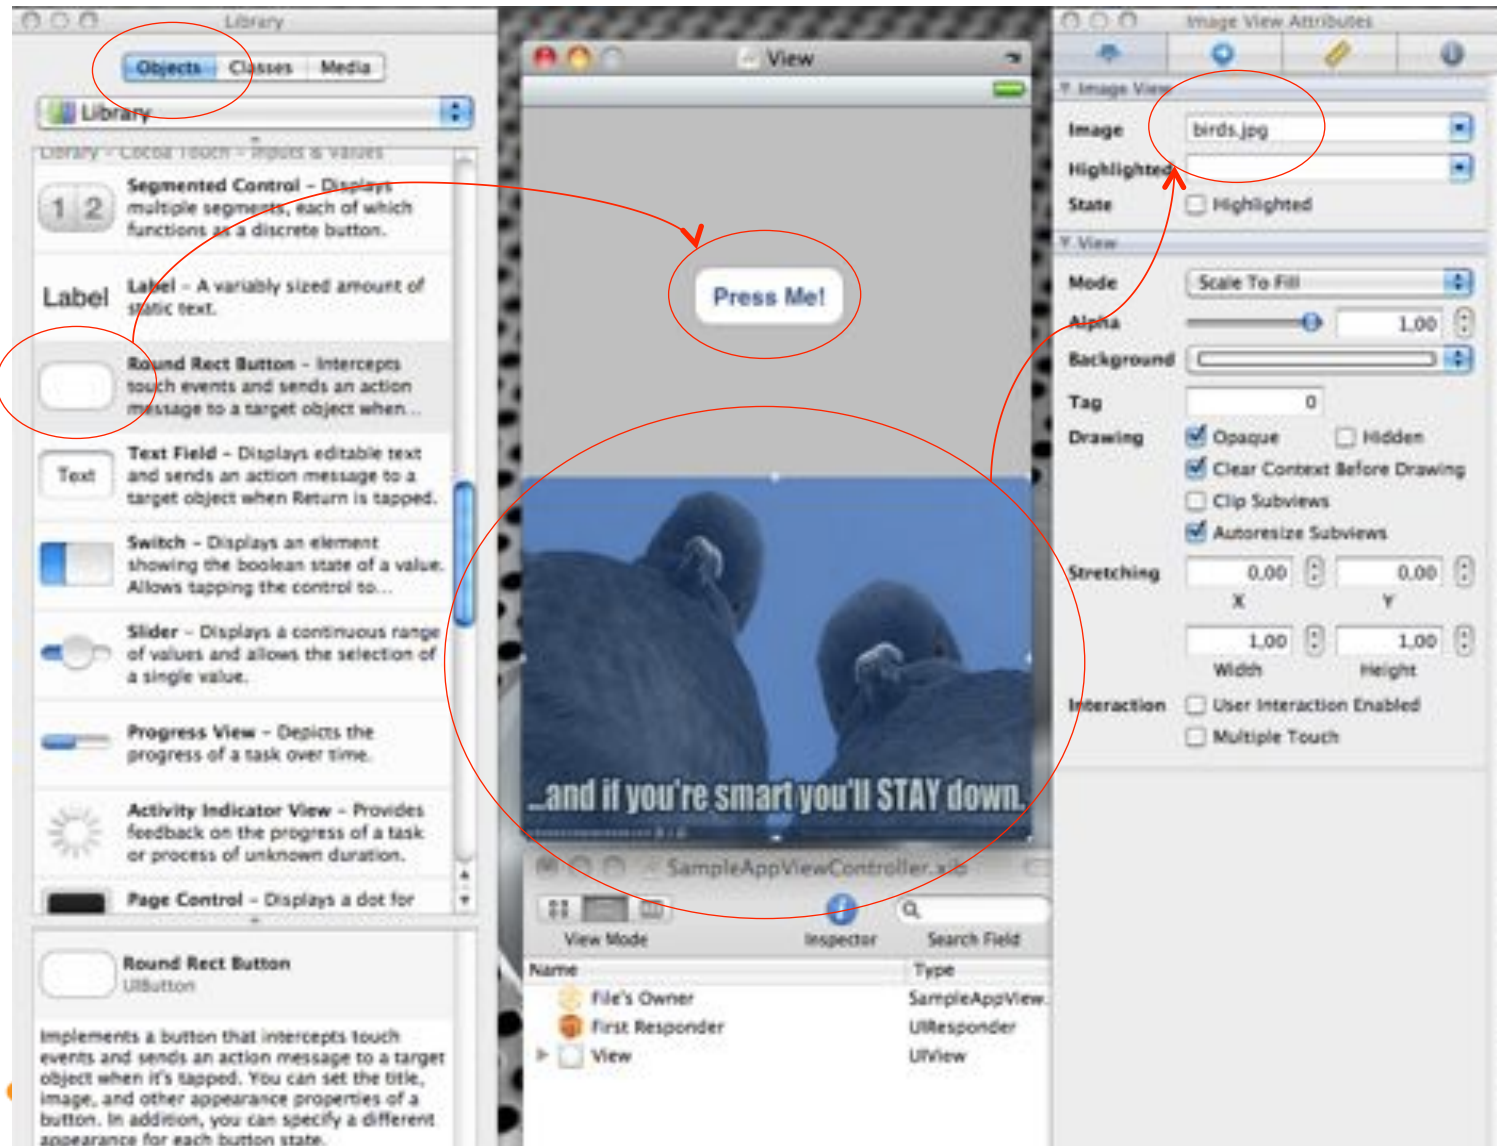 Library
Objects Classes Media
Library
Library - Cocoa Touch - Inputs & Values
1 2
Segmented Control – Displays
multiple segments, each of which
functions as a discrete button.
Label
Label – A variably sized amount of
static text.
Round Rect Button – Intercepts
touch events and sends an action
message to a target object when...
Text
Text Field – Displays editable text
and sends an action message to a
target object when Return is tapped.
Switch – Displays an element
showing the boolean state of a value.
Allows tapping the control to...
Slider – Displays a continuous range
of values and allows the selection of
a single value.
Progress View – Depicts the
progress of a task over time.
Activity Indicator View – Provides
feedback on the progress of a task
or process of unknown duration.
Page Control – Displays a dot for
Round Rect Button
UIButton
Implements a button that intercepts touch
events and sends an action message to a target
object when it's tapped. You can set the title,
image, and other appearance properties of a
button. In addition, you can specify a different
appearance for each button state.
View
Press Me!
...and if you're smart you'll STAY down.
SampleAppViewController.xib
View Mode Inspector Search Field
Name Type
File's Owner SampleAppView.
First Responder UIResponder
View UIView
Image View Attributes
Image View
Image birds.jpg
Highlighted
State Highlighted
View
Mode Scale To Fill
Alpha 1,00
Background
Tag 0
Drawing Opaque Hidden
Clear Context Before Drawing
Clip Subviews
Autoresize Subviews
Stretching 0,00 0,00
X Y
1,00 1,00
Width Height
Interaction User Interaction Enabled
Multiple Touch